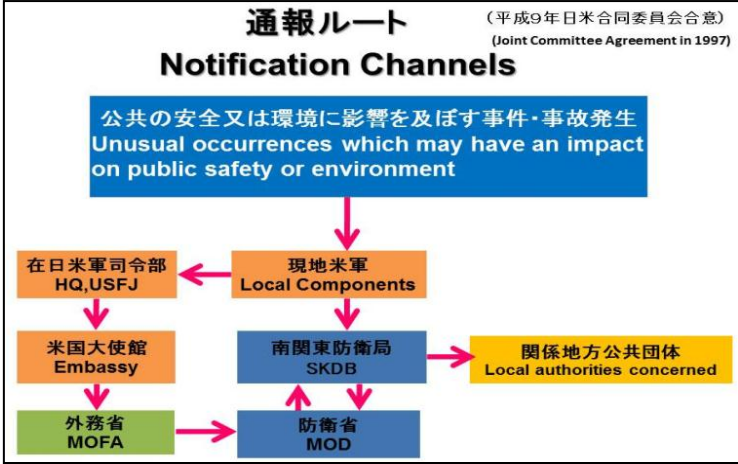 通報ルート
（平成９年日米合同委員会合意）
(Joint Committee Agreement in 1997)
Notification Channels
公共の安全又は環境に影響を及ぼす事件・事故発生
Unusual occurrences which may have an impact
on public safety or environment
在日米軍司令部
HQ,USFJ
現地米軍
Local Components
米国大使館
Embassy
南関東防衛局
SKDB
関係地方公共団体
Local authorities concerned
外務省
MOFA
防衛省
MOD